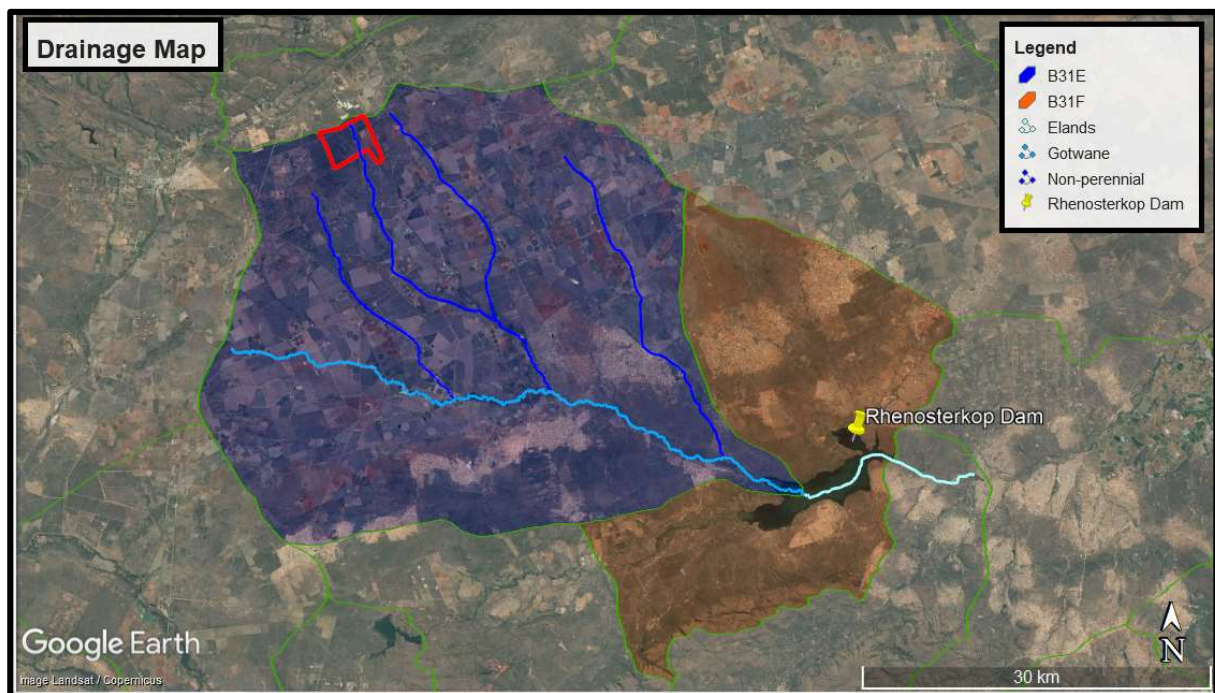 Drainage Map
Legend
B31E
B31F
Elands
Gotwane
Non-perennial
Rhenosterkop Dam
Rhenosterkop Dam
Google Earth
mage Landsat / Copernicus
N
30 km